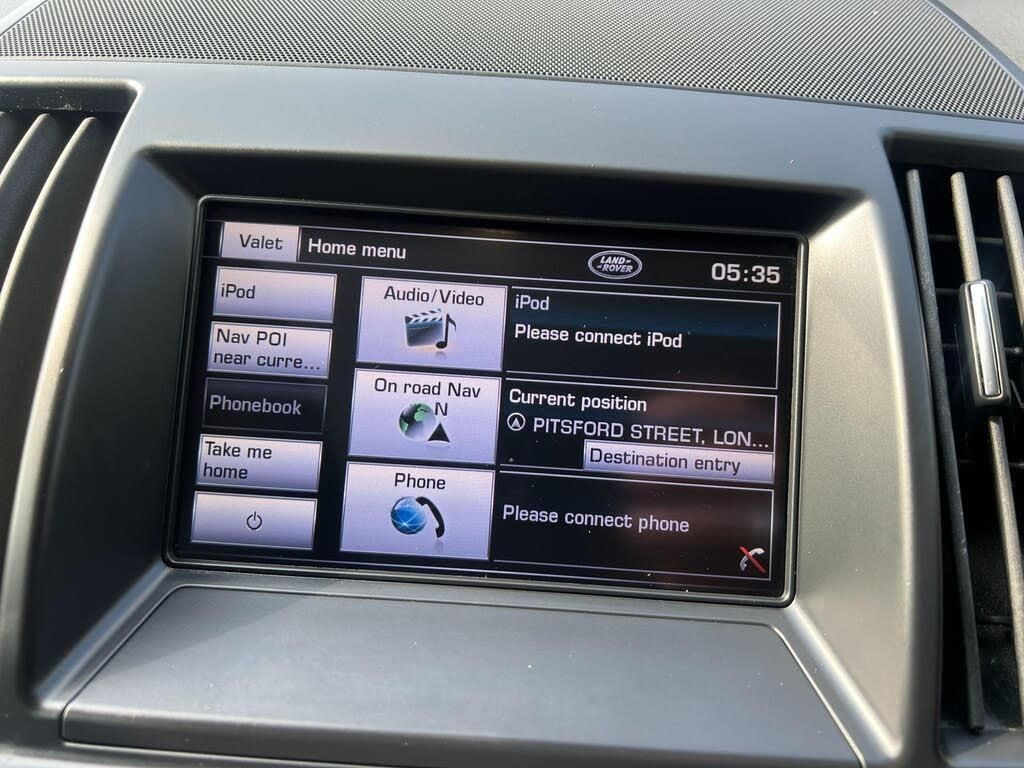 Valet
Home menu
LAND-
-ROVER
05:35
iPod
Nav POI
near curre...
Phonebook
Take me
home
Audio/Video
On road Nav
N
Phone
iPod
Please connect iPod
Current position
PITSFORD STREET, LON...
Destination entry
Please connect phone